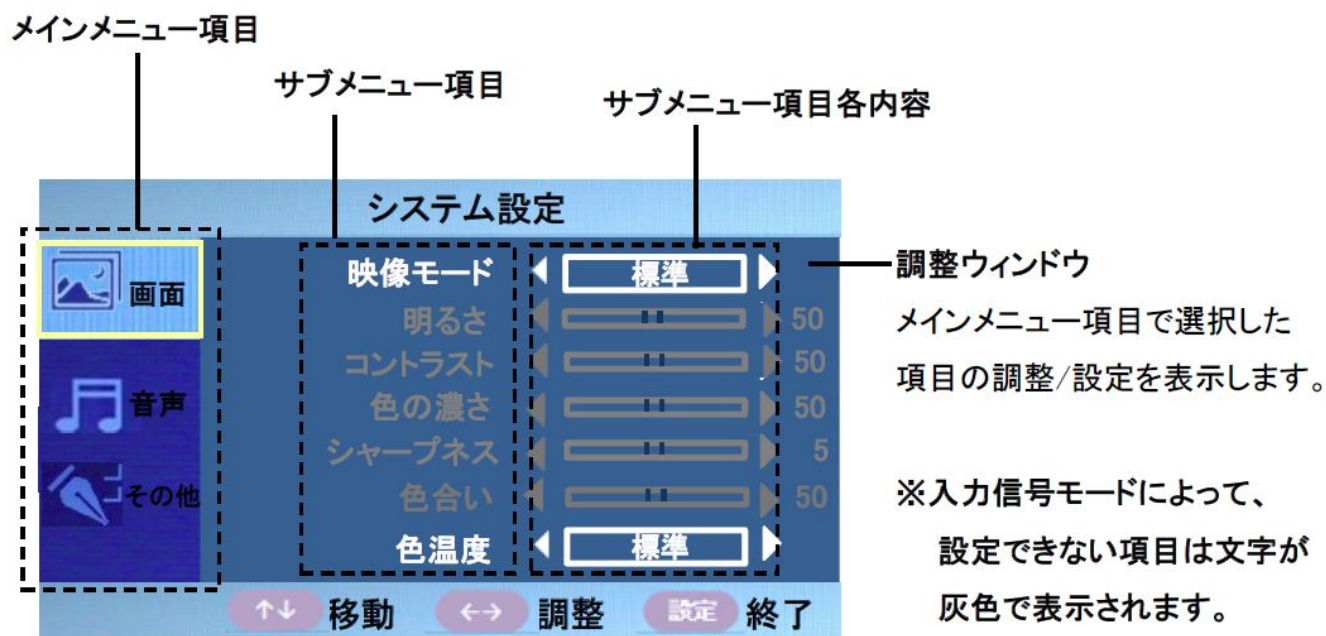 メインメニュー項目
サブメニュー項目
サブメニュー項目各内容
システム設定
画面
音声
その他
映像モード 標準
明るさ 50
コントラスト 50
色の濃さ 50
シャープネス 5
色合い 50
色温度 標準
↑↓ 移動 ←→ 調整 設定 終了
調整ウィンドウ
メインメニュー項目で選択した
項目の調整/設定を表示します。
※入力信号モードによって、
設定できない項目は文字が
灰色で表示されます。